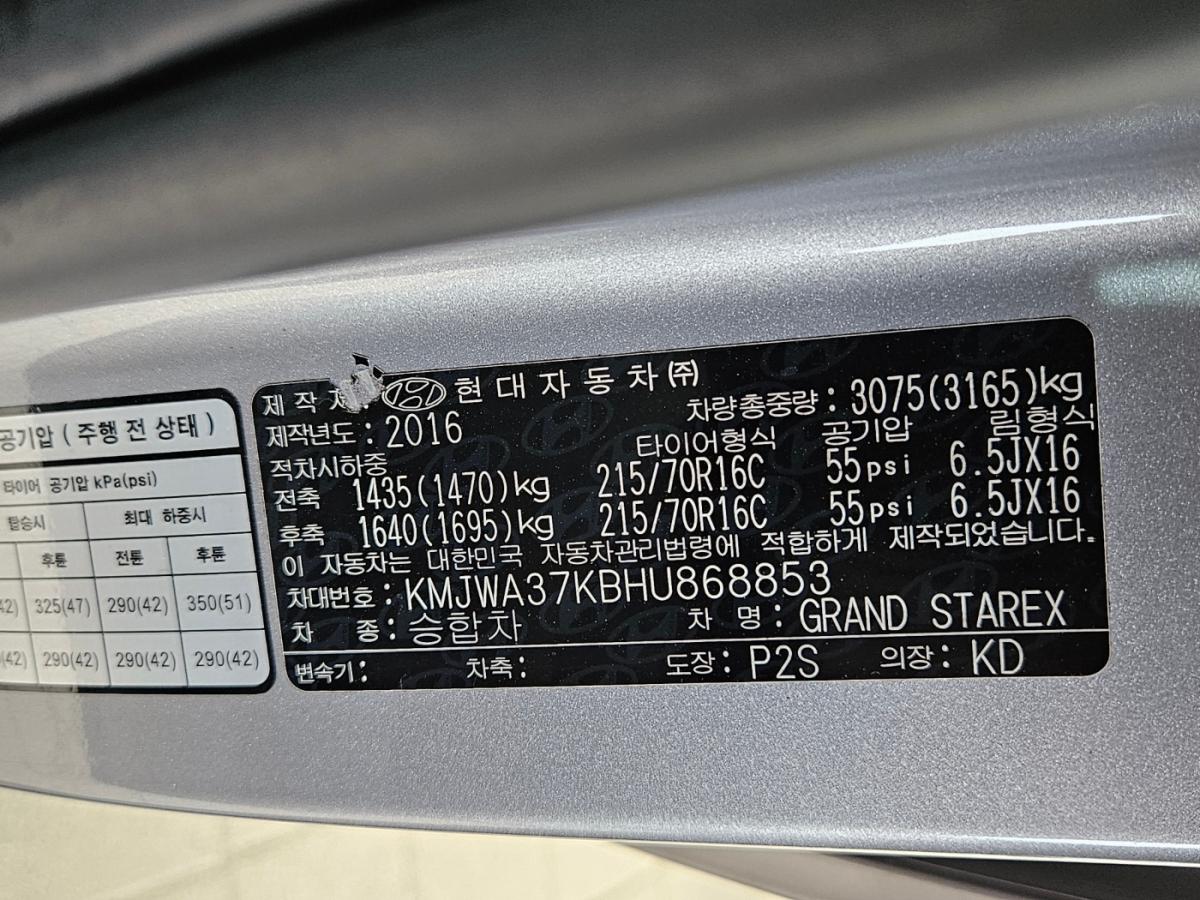 공기압 ( 주행 전 상태 )
타이어 공기압 kPa(psi)
탑승시 최대 하중시
후륜 전륜 후륜
325(47) 290(42) 350(51)
290(42) 290(42) 290(42)
제 작 현 대 자 동 차 ㈜
제작년도 : 2016 차량총중량 : 3075(3165)kg
적차시하중 타이어형식 공기압 림형식
전축 1435(1470)kg 215/70R16C 55psi 6.5JX16
후축 1640(1695)kg 215/70R16C 55psi 6.5JX16
이 자동차는 대한민국 자동차관리법령에 적합하게 제작되었습니다.
차대번호 : KMJWA37KBHU868853
차 종 : 승합차 차 명 : GRAND STAREX
변속기 : 차축 : 도장 : P2S 의장 : KD